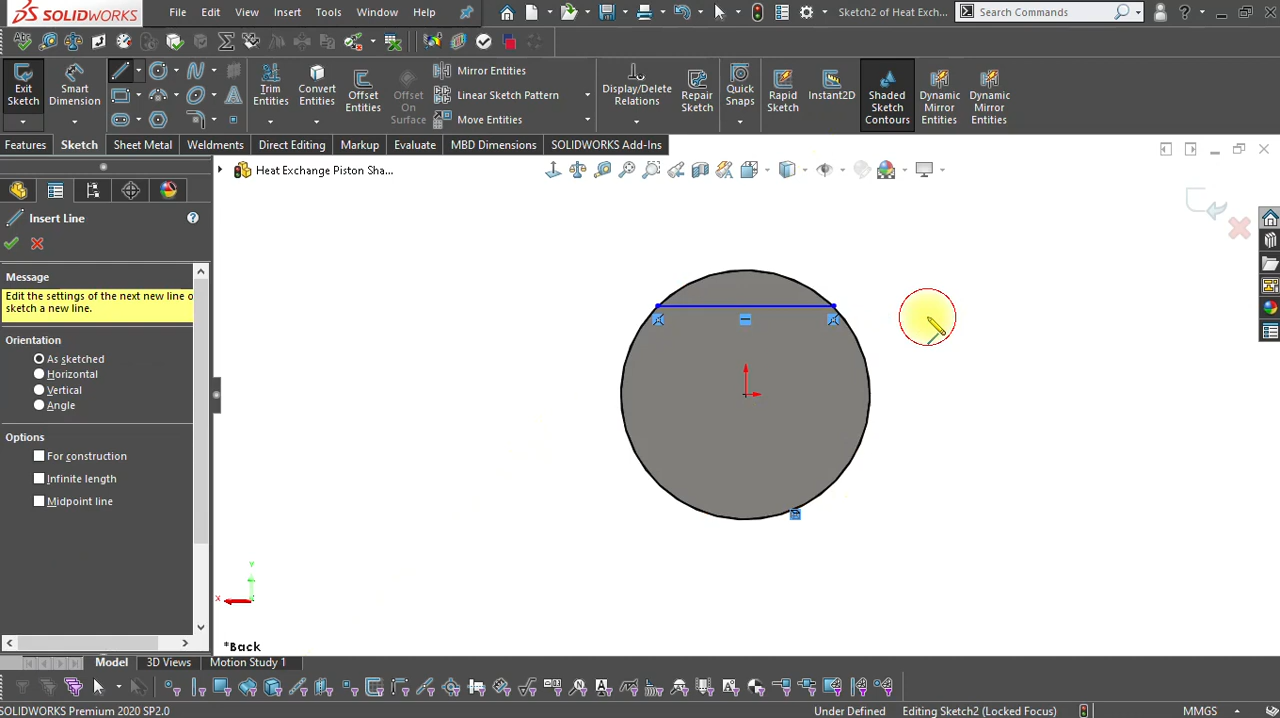 SOLIDWORKS File Edit View Insert Tools Window Help Sketch2 of Heat Exch... Search Commands ?
Exit Sketch Smart Dimension Trim Entities Convert Entities Offset Entities Offset On Surface Mirror Entities Linear Sketch Pattern Move Entities Display/Delete Relations Repair Sketch Quick Snaps Rapid Sketch Instant2D Shaded Sketch Contours Dynamic Mirror Entities Dynamic Mirror Entities
Features Sketch Sheet Metal Weldments Direct Editing Markup Evaluate MBD Dimensions SOLIDWORKS Add-Ins
Heat Exchange Piston Sha...
Insert Line
Message
Edit the settings of the next new line o
sketch a new line.
Orientation
As sketched
Horizontal
Vertical
Angle
Options
For construction
Infinite length
Midpoint line
Y
X
*Back
Model 3D Views Motion Study 1
SOLIDWORKS Premium 2020 SP2.0 Under Defined Editing Sketch2 (Locked Focus) MMGS